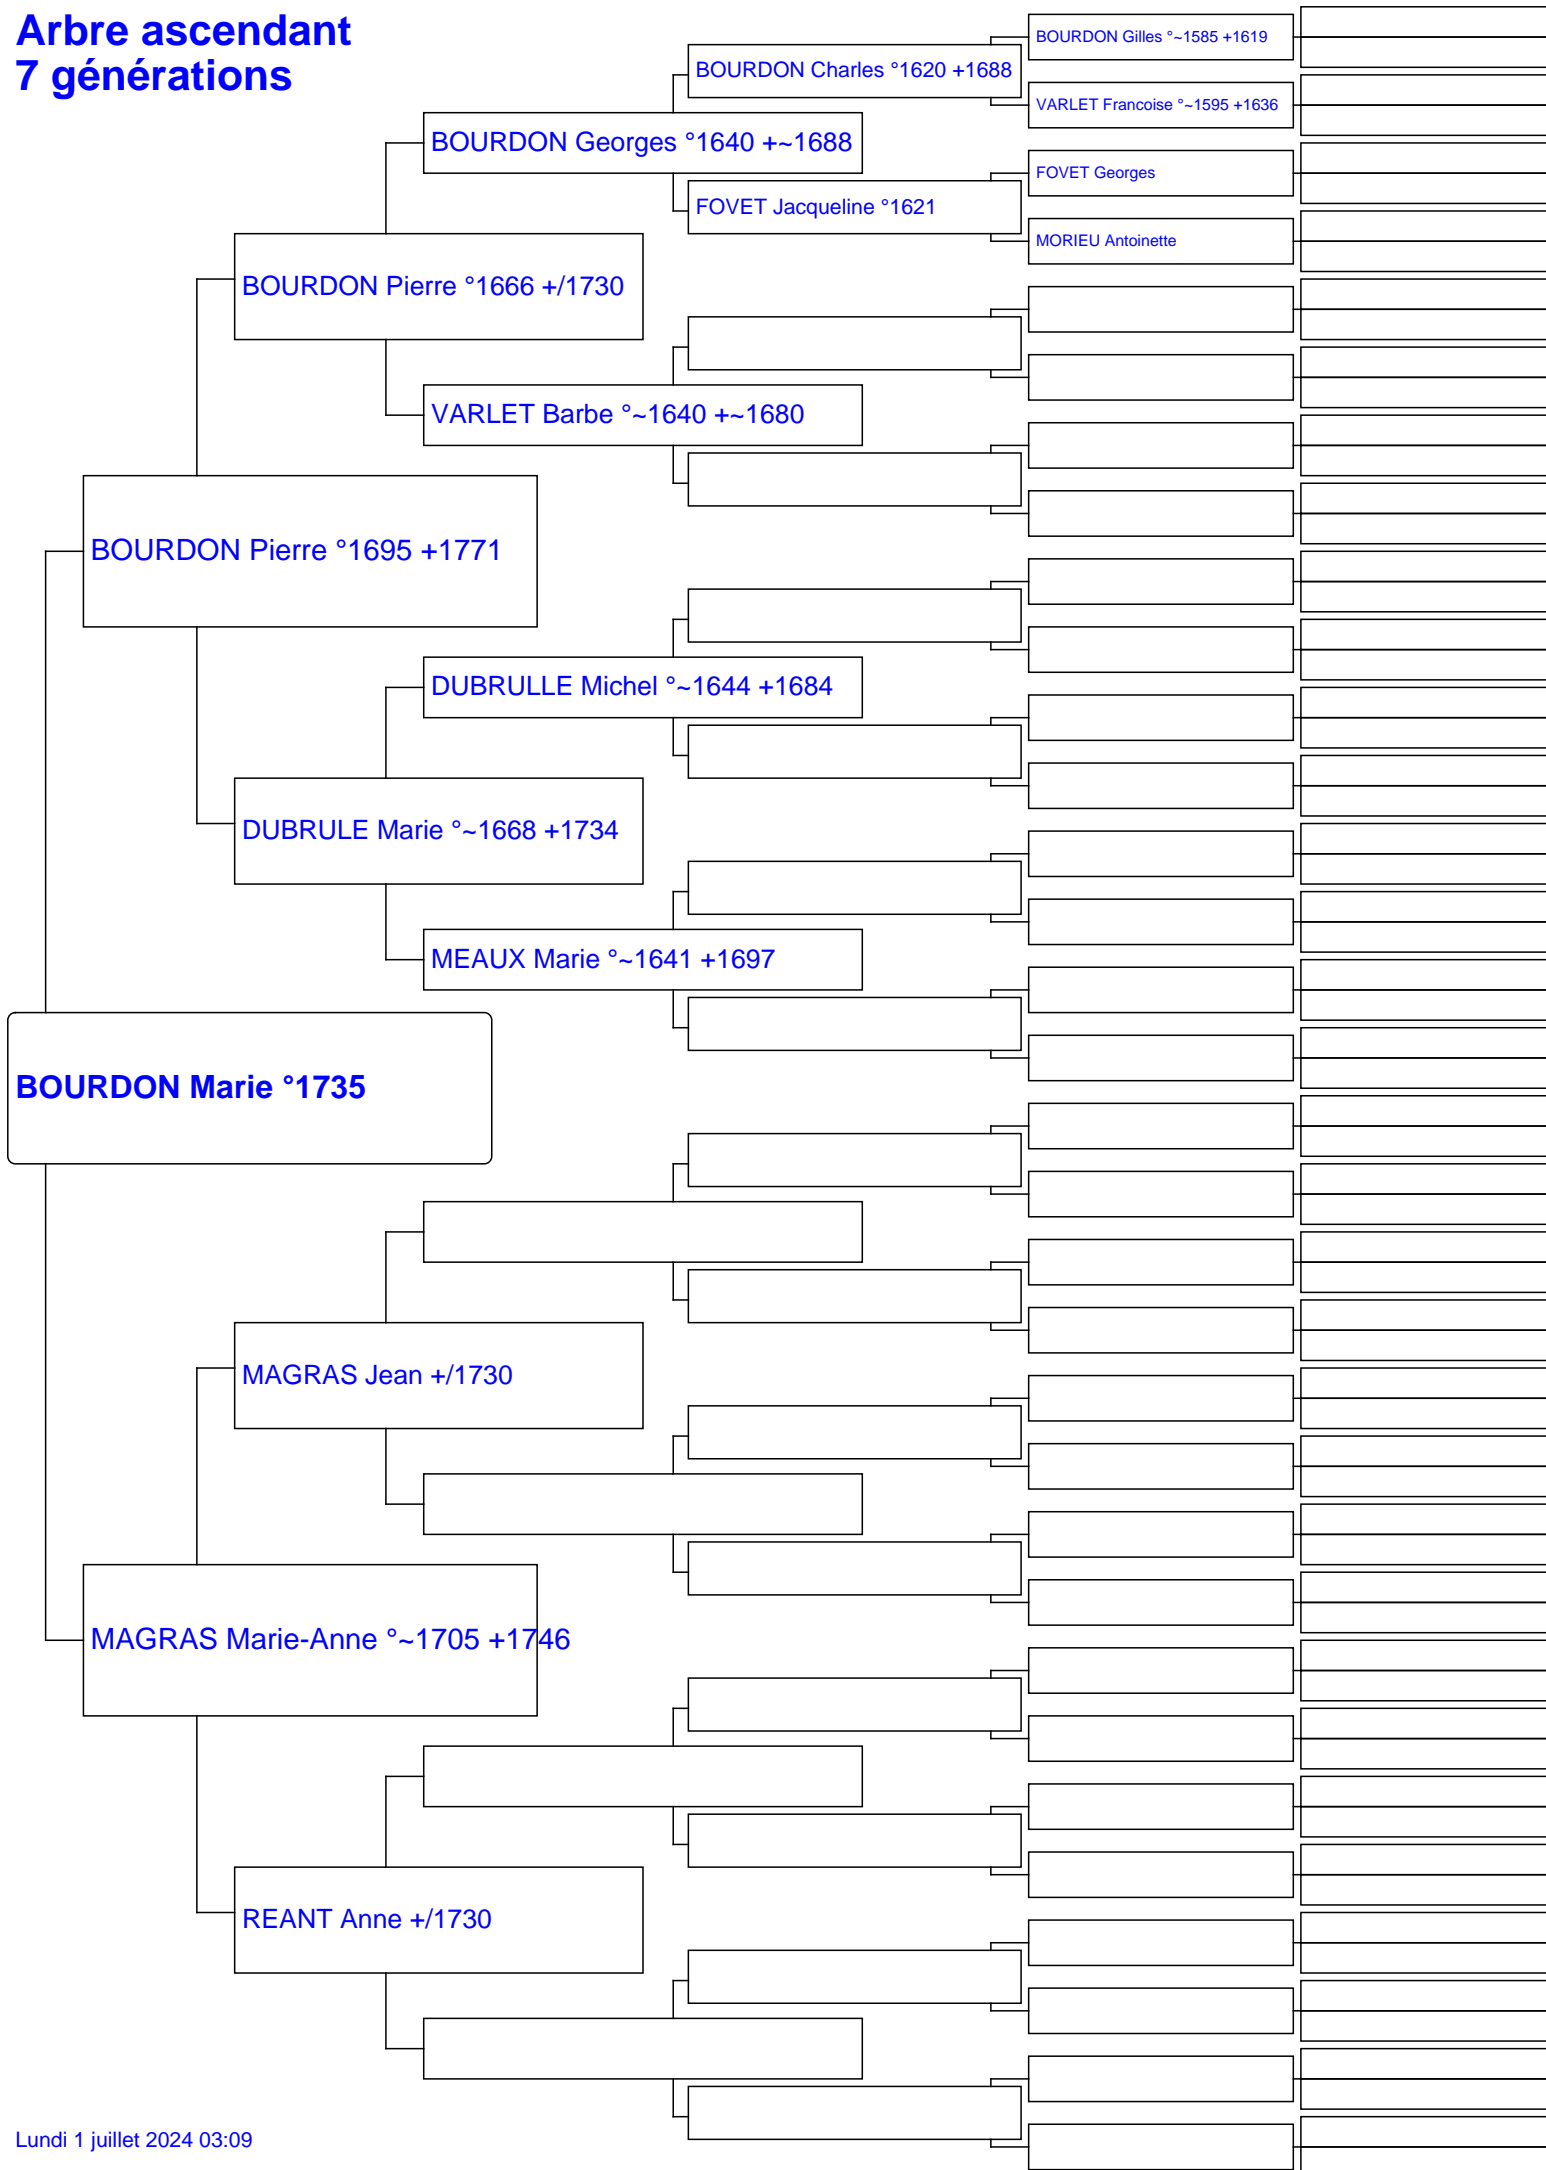 Arbre ascendant
7 générations
BOURDON Gilles °~1585 +1619
BOURDON Charles °1620 +1688
VARLET Francoise °~1595 +1636
BOURDON Georges °1640 +~1688
FOVET Georges
FOVET Jacqueline °1621
MORIEU Antoinette
BOURDON Pierre °1666 +/1730
VARLET Barbe °~1640 +~1680
BOURDON Pierre °1695 +1771
DUBRULLE Michel °~1644 +1684
DUBRULE Marie °~1668 +1734
MEAUX Marie °~1641 +1697
BOURDON Marie °1735
MAGRAS Jean +/1730
MAGRAS Marie-Anne °~1705 +1746
REANT Anne +/1730
Lundi 1 juillet 2024 03:09